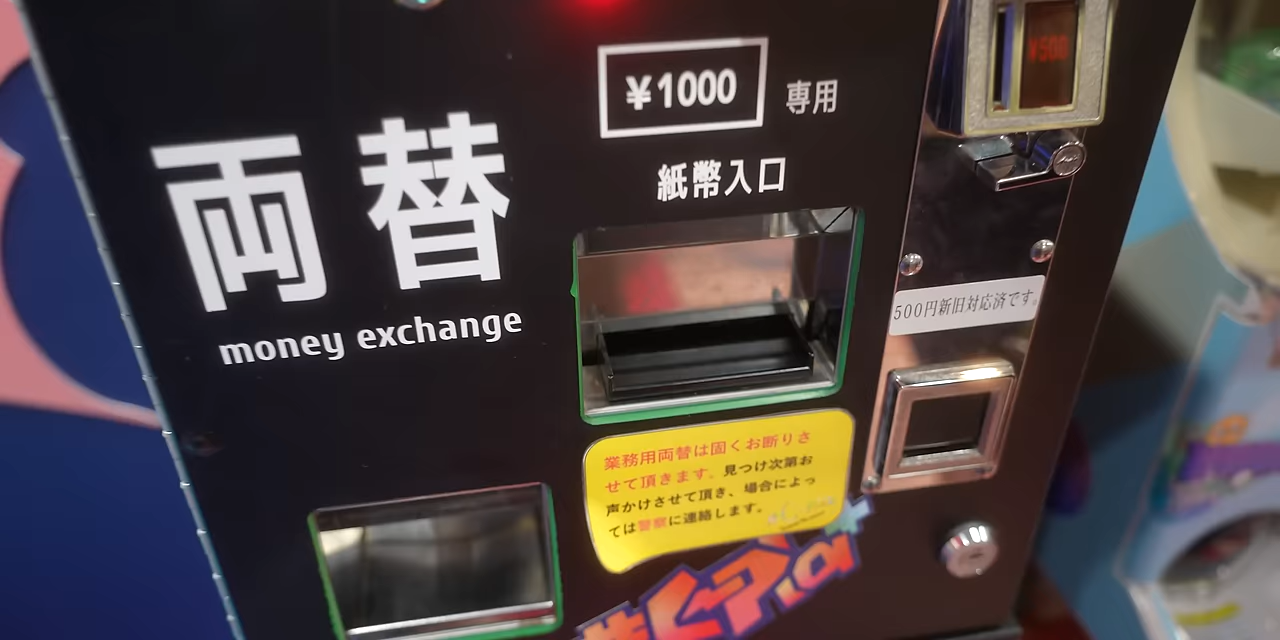 ¥1000
専用
紙幣入口
両替
money exchange
¥500
500円新旧対応済です。
業務用両替は固くお断りさ
せて頂きます。見つけ次第お
声かけさせて頂き、場合によっ
ては警察に連絡します。